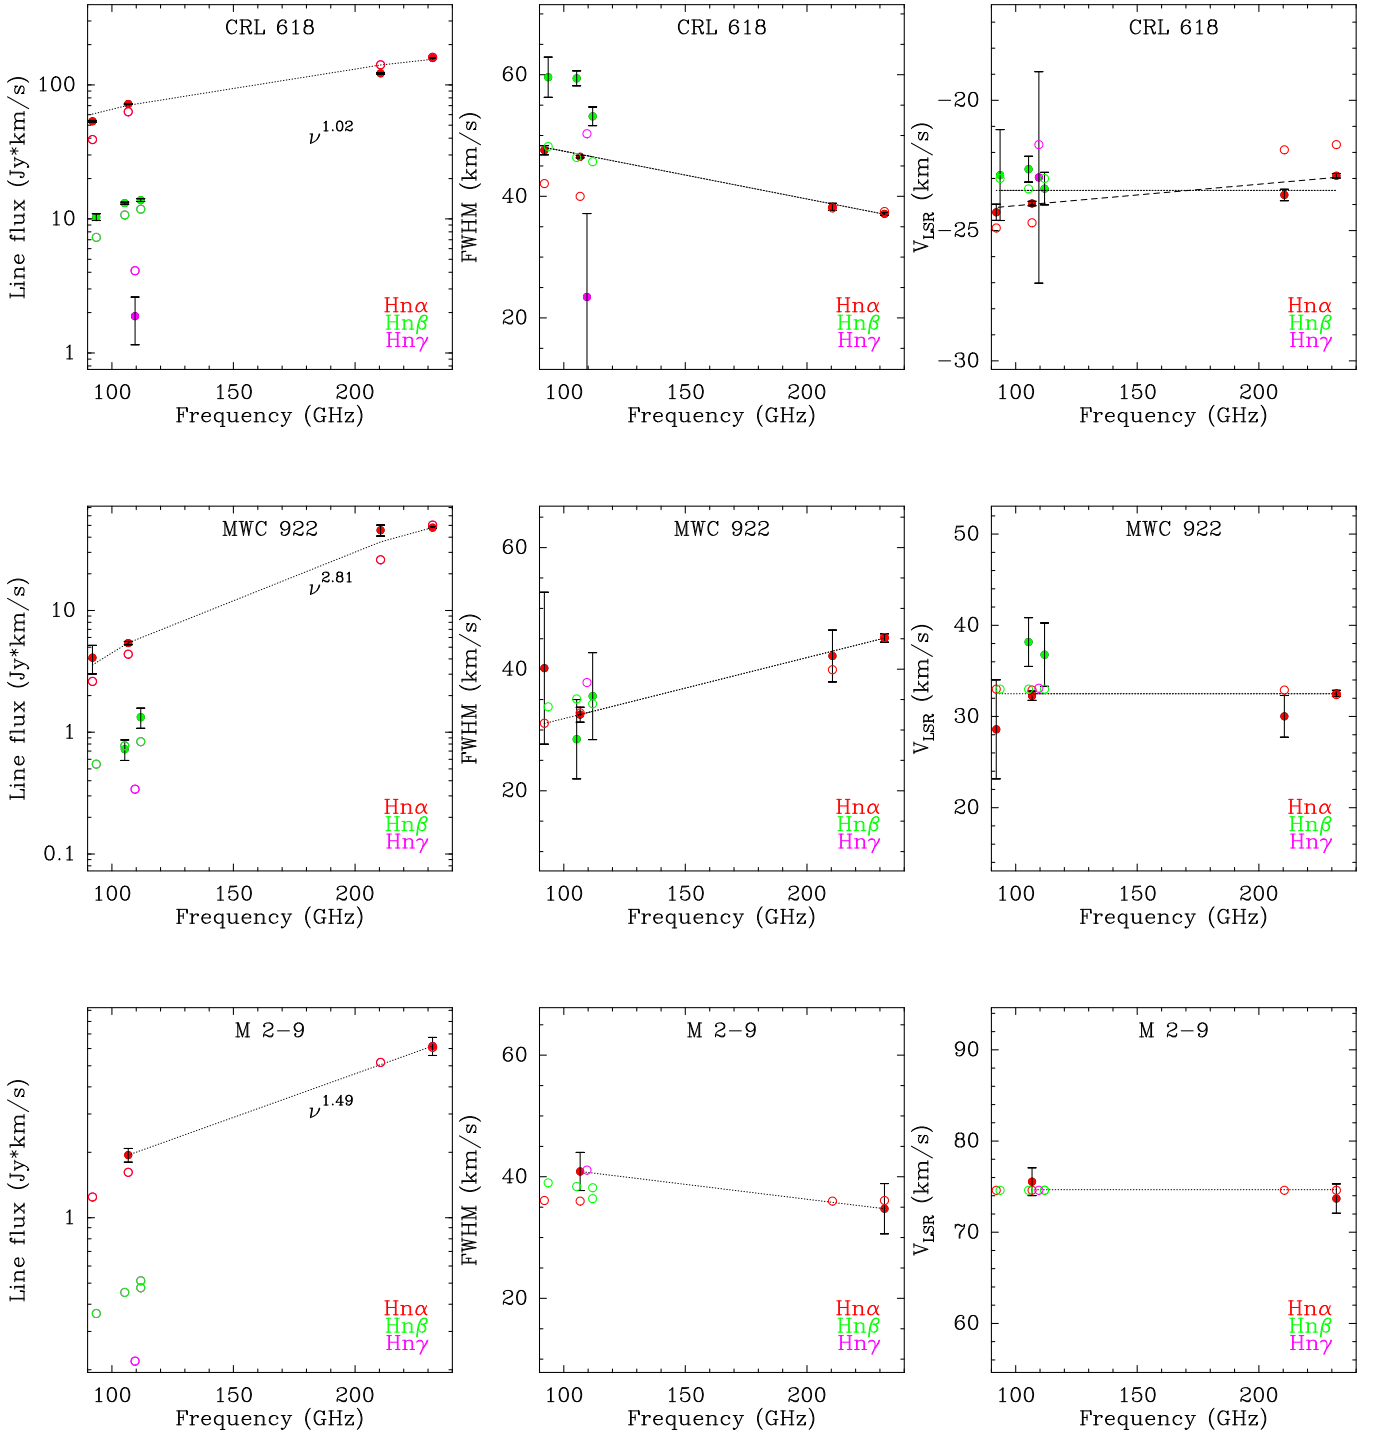 CRL 618
Line flux (Jy*km/s)
100
10
1
ν1.02
Hnα
Hnβ
Hnγ
100 150 200
Frequency (GHz)
CRL 618
FWHM (km/s)
60
40
20
Hnα
Hnβ
Hnγ
100 150 200
Frequency (GHz)
CRL 618
VLSR (km/s)
−20
−25
−30
Hnα
Hnβ
Hnγ
100 150 200
Frequency (GHz)
MWC 922
Line flux (Jy*km/s)
10
1
0.1
ν2.81
Hnα
Hnβ
Hnγ
100 150 200
Frequency (GHz)
MWC 922
FWHM (km/s)
60
40
20
Hnα
Hnβ
Hnγ
100 150 200
Frequency (GHz)
MWC 922
VLSR (km/s)
50
40
30
20
Hnα
Hnβ
Hnγ
100 150 200
Frequency (GHz)
M 2−9
Line flux (Jy*km/s)
1
ν1.49
Hnα
Hnβ
Hnγ
100 150 200
Frequency (GHz)
M 2−9
FWHM (km/s)
60
40
20
Hnα
Hnβ
Hnγ
100 150 200
Frequency (GHz)
M 2−9
VLSR (km/s)
90
80
70
60
Hnα
Hnβ
Hnγ
100 150 200
Frequency (GHz)